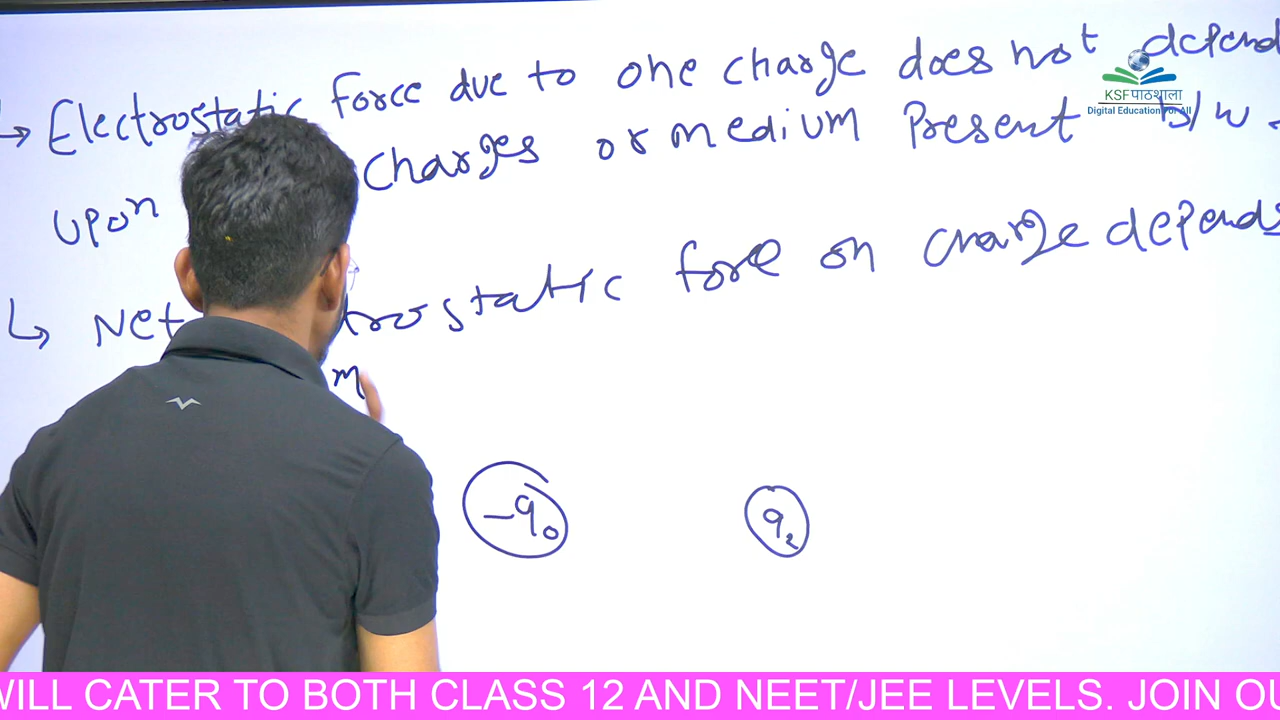 ↳ Electrostatic force due to one charge does not depend
upon charges or medium Present b/w
↳ Net trostatic fore on charge depends
m
-q₀
q₂
KSFपाठशाला
Digital Education For All
WILL CATER TO BOTH CLASS 12 AND NEET/JEE LEVELS. JOIN OU